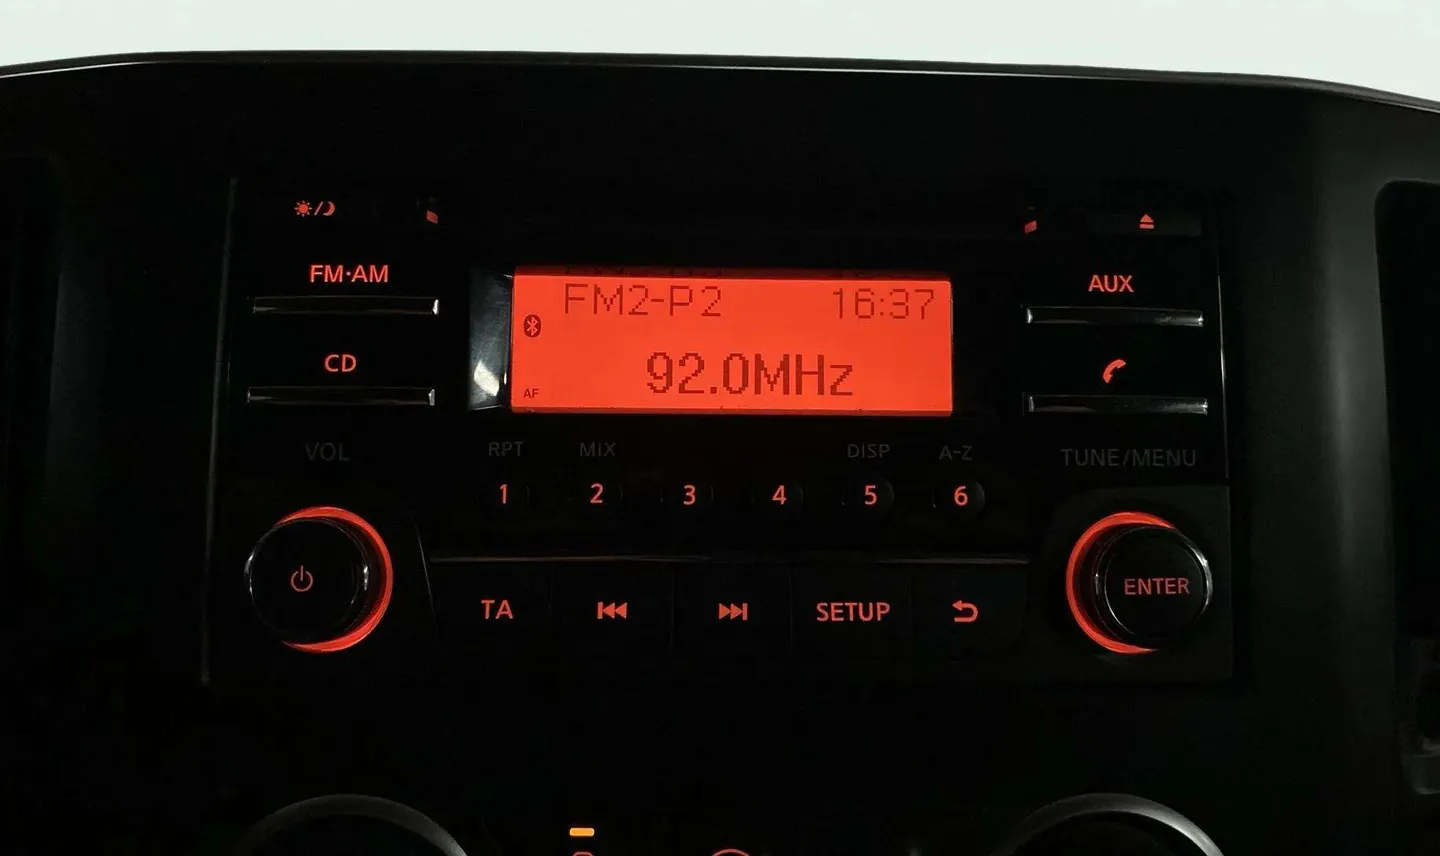 FM·AM
AUX
FM2-P2 16:37
CD
92.0MHz
AF
VOL
RPT MIX DISP A-Z
TUNE/MENU
1 2 3 4 5 6
TA SETUP
ENTER